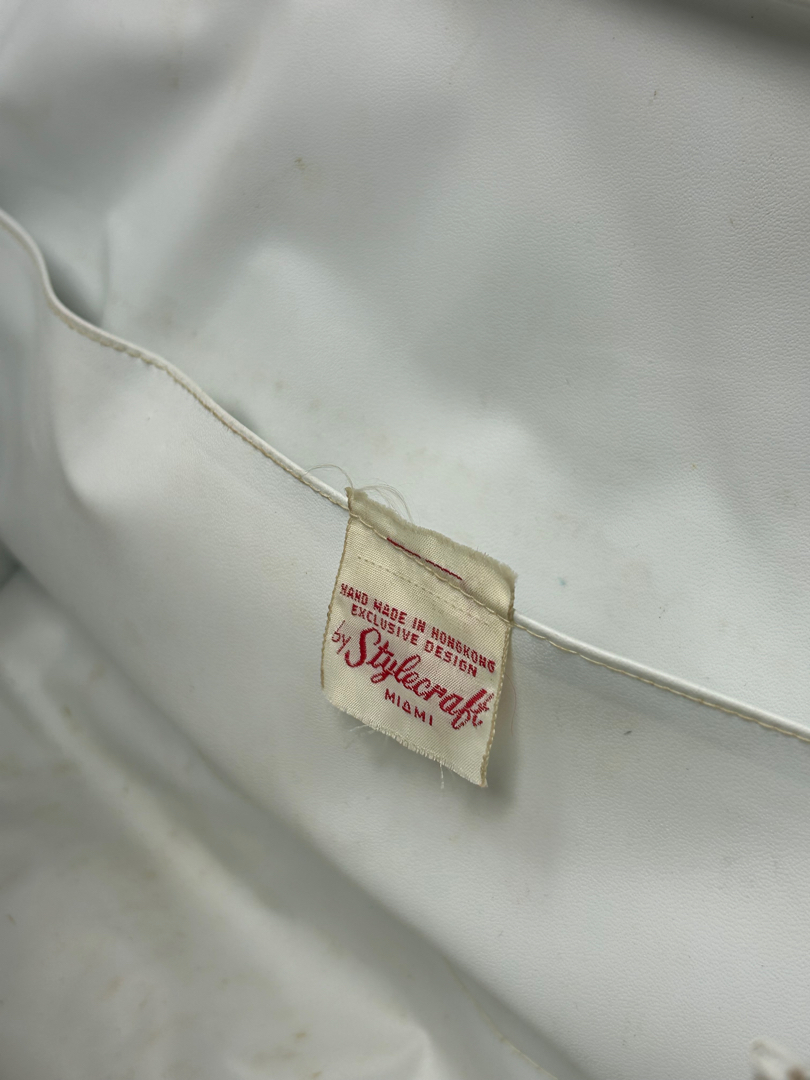 HAND MADE IN HONGKONG
EXCLUSIVE DESIGN
by Stylecraft
MIAMI